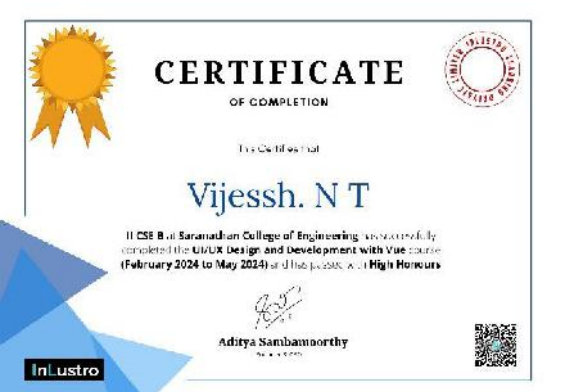 CERTIFICATE
OF COMPLETION
This Certifies that
Vijessh. N T
II CSE B at Saranathan College of Engineering has successfully
completed the UI/UX Design and Development with Vue course
(February 2024 to May 2024) and has passed with High Honours
Aditya Sambamoorthy
InLustro